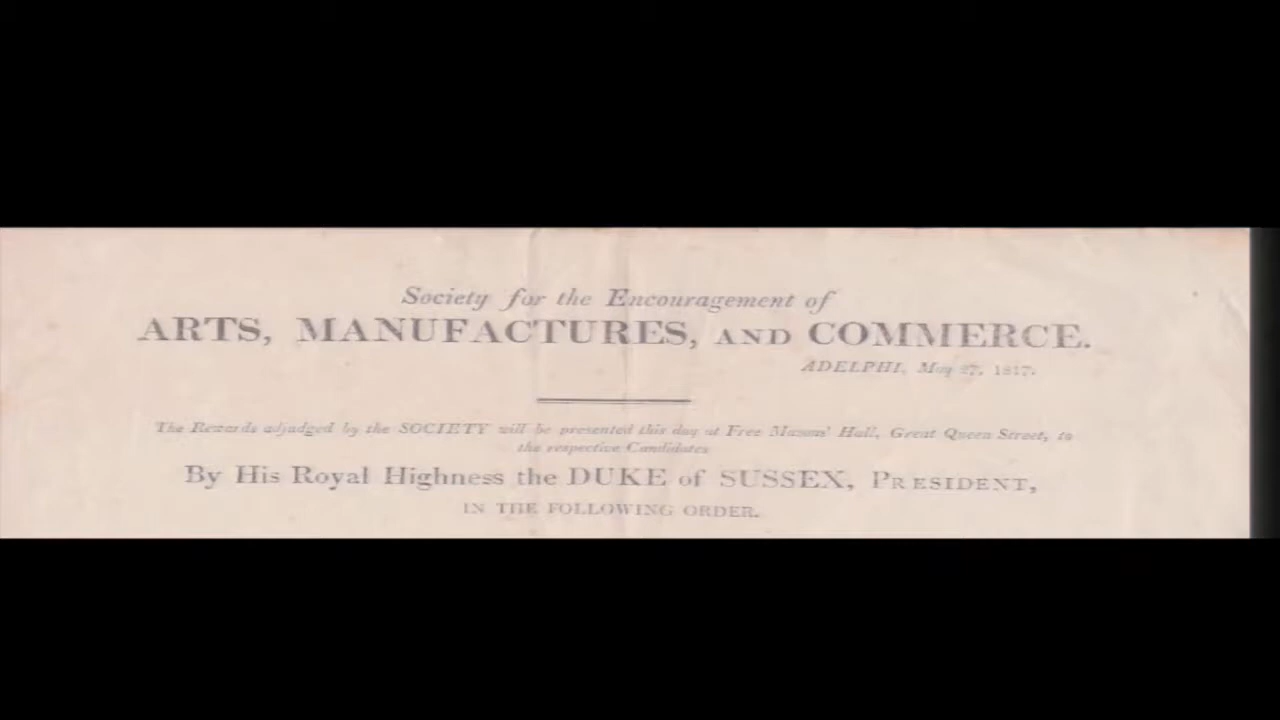 Society for the Encouragement of
ARTS, MANUFACTURES, AND COMMERCE.
ADELPHI, May 27, 1817.
The Rewards adjudged by the SOCIETY will be presented this day at Free Masons' Hall, Great Queen Street, to
the respective Candidates
By His Royal Highness the DUKE of SUSSEX, PRESIDENT,
IN THE FOLLOWING ORDER.